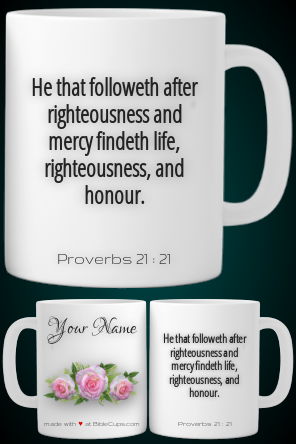 He that followeth after
righteousness and
mercy findeth life,
righteousness, and
honour.
Proverbs 21 : 21
Your Name
made with ♥ at BibleCups.com
He that followeth after
righteousness and
mercy findeth life,
righteousness, and
honour.
Proverbs 21 : 21